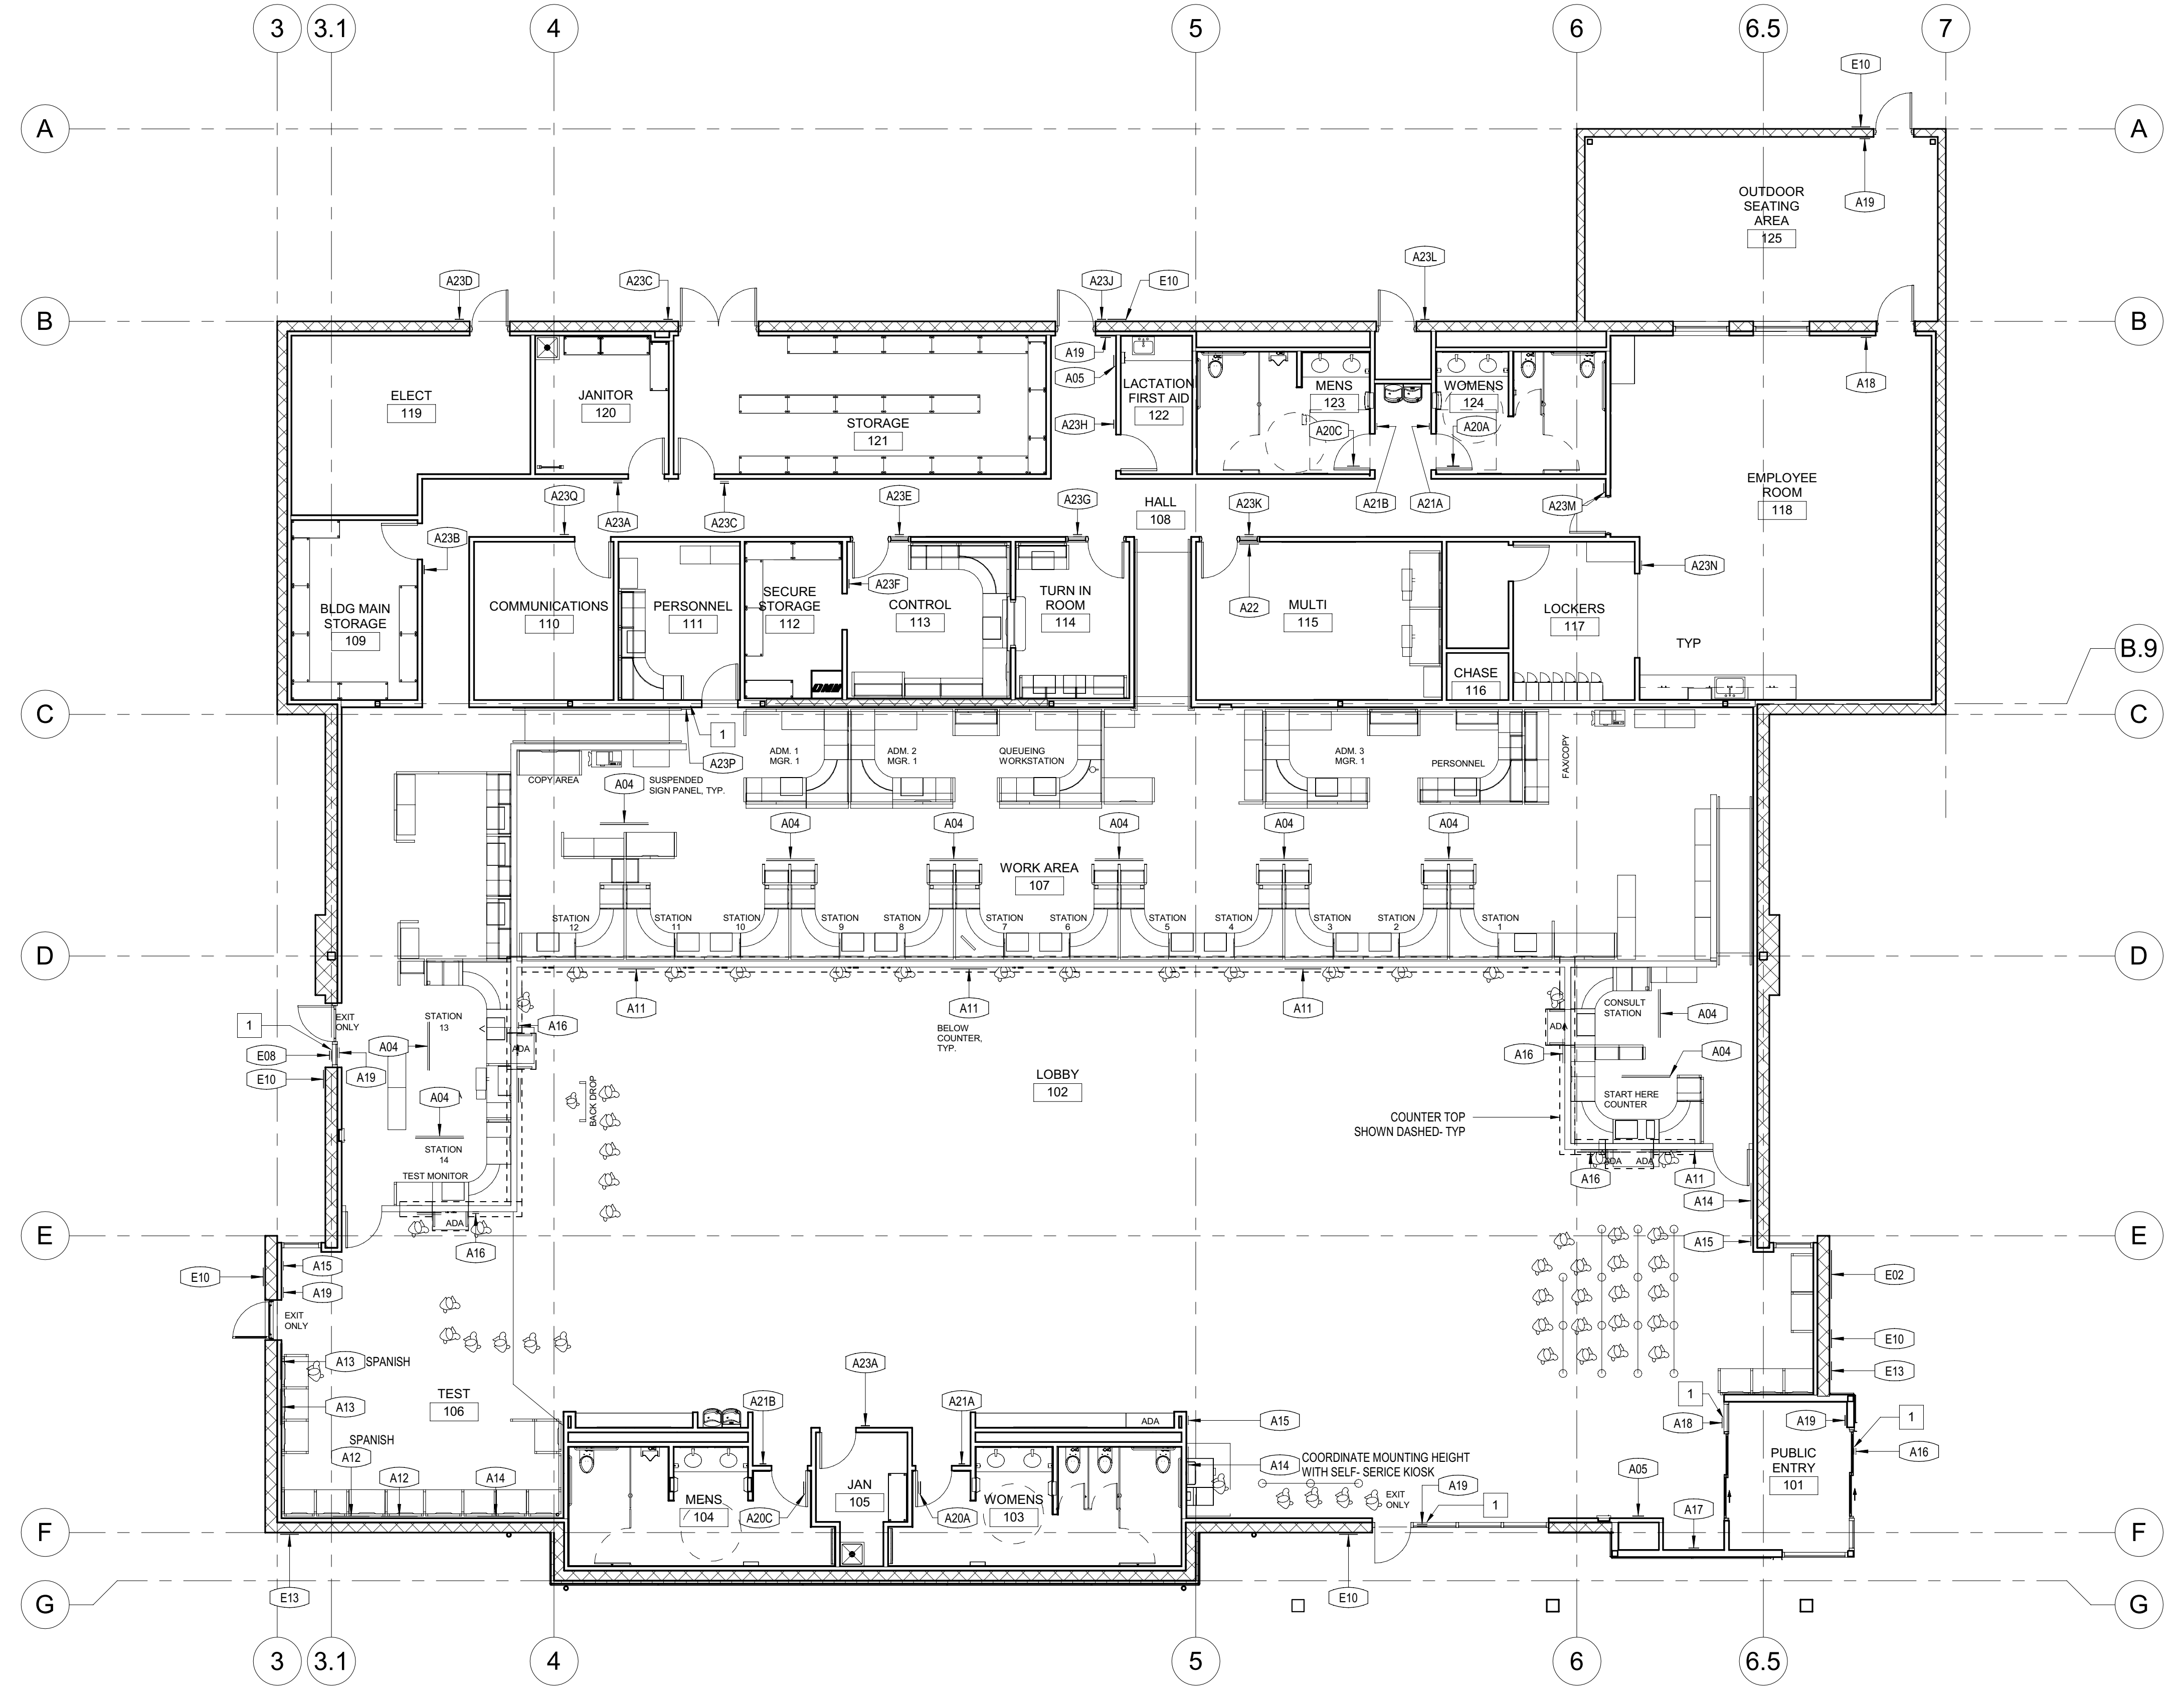 3
3.1
4
5
6
6.5
7
E10
A
A
OUTDOOR
SEATING
AREA
125
A19
A23D
A23C
A23J
E10
A23L
B
B
A19
A05
A18
ELECT
119
JANITOR
120
STORAGE
121
LACTATION
FIRST AID
122
MENS
123
WOMENS
124
A23H
A20C
A20A
EMPLOYEE
ROOM
118
A23Q
A23A
A23C
A23E
A23G
HALL
108
A23K
A21B
A21A
A23M
A23B
A23F
A22
A23N
BLDG MAIN
STORAGE
109
COMMUNICATIONS
110
PERSONNEL
111
SECURE
STORAGE
112
CONTROL
113
TURN IN
ROOM
114
MULTI
115
CHASE
116
LOCKERS
117
TYP
B.9
C
C
1
A23P
COPY AREA
A04
SUSPENDED
SIGN PANEL, TYP.
ADM. 1
MGR. 1
ADM. 2
MGR. 1
QUEUEING
WORKSTATION
ADM. 3
MGR. 1
PERSONNEL
FAX/COPY
A04
A04
A04
A04
A04
WORK AREA
107
STATION
12
STATION
11
STATION
10
STATION
9
STATION
8
STATION
7
STATION
6
STATION
5
STATION
4
STATION
3
STATION
2
STATION
1
D
D
A11
A11
A11
BELOW
COUNTER,
TYP.
EXIT
ONLY
1
E08
E10
A19
STATION
13
A04
A16
ADA
A04
STATION
14
TEST MONITOR
ADA
A16
BACK DROP
LOBBY
102
CONSULT
STATION
A04
ADA
A16
A04
START HERE
COUNTER
COUNTER TOP
SHOWN DASHED- TYP
ADA
ADA
A16
A11
A14
E
E
A15
E10
A15
A19
EXIT
ONLY
E02
E10
E13
A13 SPANISH
A13
TEST
106
SPANISH
A12
A12
A14
A21B
A23A
A21A
ADA
A15
A14
COORDINATE MOUNTING HEIGHT
WITH SELF- SERICE KIOSK
EXIT
ONLY
A19
1
A05
A17
1
A18
A19
1
A16
PUBLIC
ENTRY
101
MENS
104
A20C
JAN
105
A20A
WOMENS
103
F
F
E13
E10
G
G
3
3.1
4
5
6
6.5